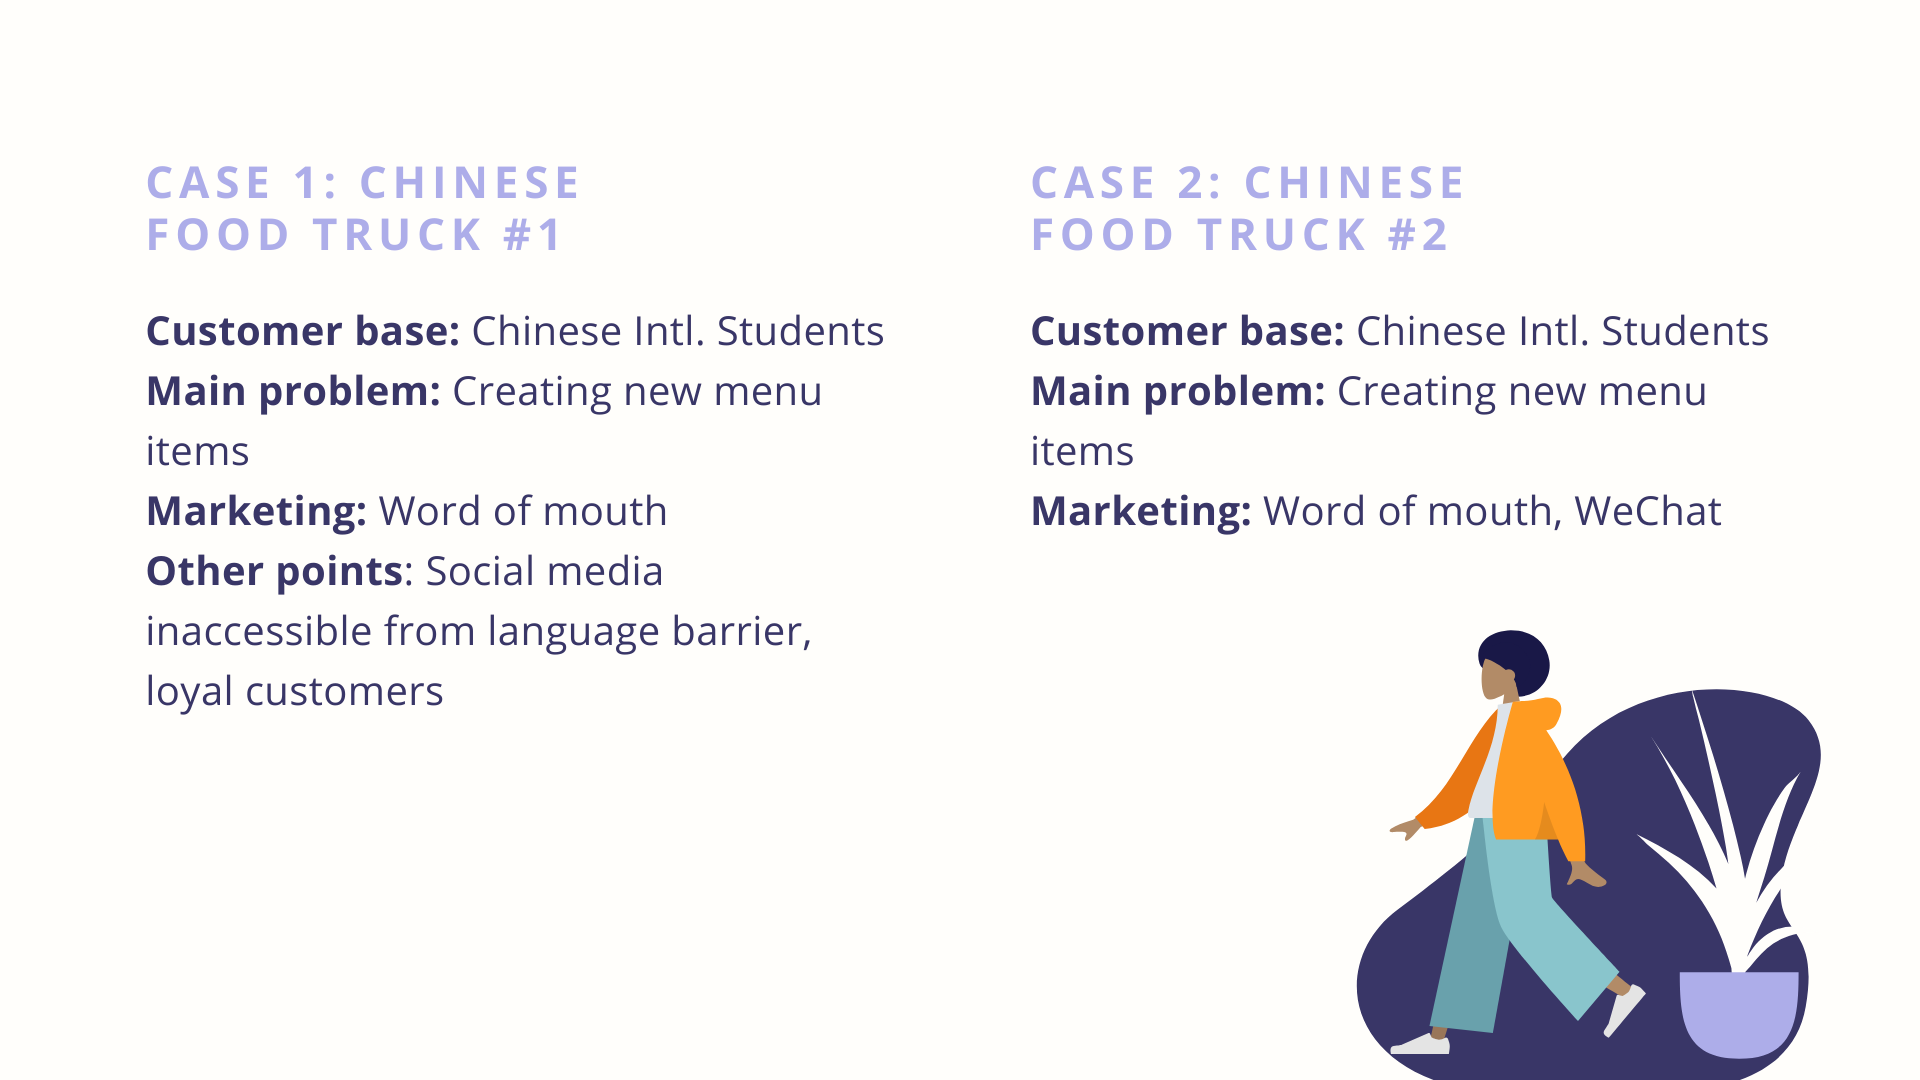 CASE 1: CHINESE
FOOD TRUCK #1
Customer base: Chinese Intl. Students
Main problem: Creating new menu
items
Marketing: Word of mouth
Other points: Social media
inaccessible from language barrier,
loyal customers
CASE 2: CHINESE
FOOD TRUCK #2
Customer base: Chinese Intl. Students
Main problem: Creating new menu
items
Marketing: Word of mouth, WeChat